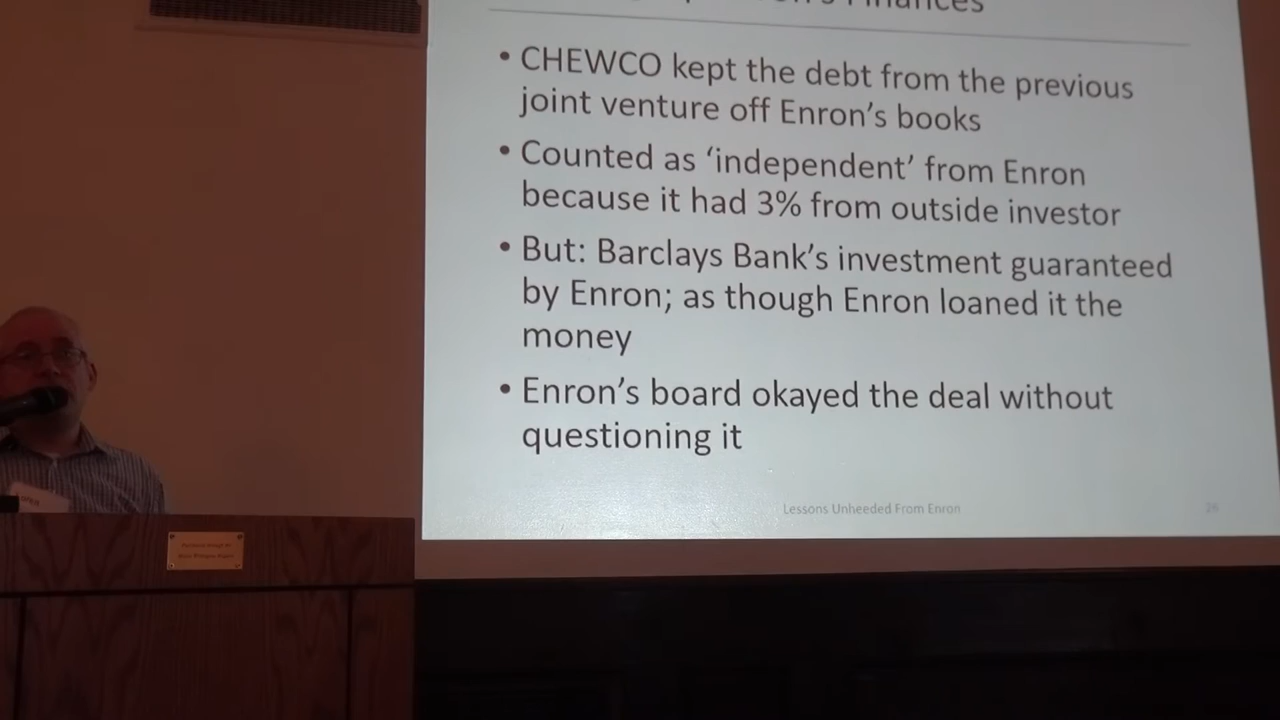 Finances
• CHEWCO kept the debt from the previous
joint venture off Enron's books
• Counted as 'independent' from Enron
because it had 3% from outside investor
• But: Barclays Bank's investment guaranteed
by Enron; as though Enron loaned it the
money
• Enron's board okayed the deal without
questioning it
Lessons Unheeded From Enron
26